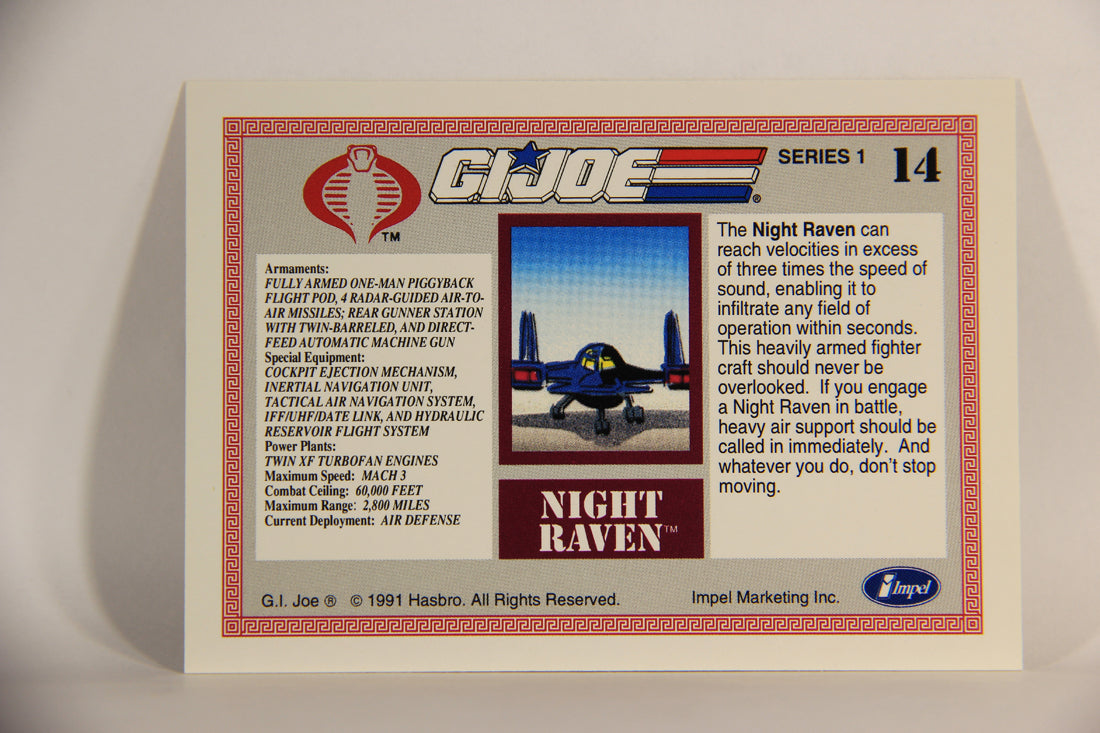 TM
G.I. JOE ®
SERIES 1
14
Armaments:
FULLY ARMED ONE-MAN PIGGYBACK
FLIGHT POD, 4 RADAR-GUIDED AIR-TO-
AIR MISSILES; REAR GUNNER STATION
WITH TWIN-BARRELED, AND DIRECT-
FEED AUTOMATIC MACHINE GUN
Special Equipment:
COCKPIT EJECTION MECHANISM,
INERTIAL NAVIGATION UNIT,
TACTICAL AIR NAVIGATION SYSTEM,
IFF/UHF/DATE LINK, AND HYDRAULIC
RESERVOIR FLIGHT SYSTEM
Power Plants:
TWIN XF TURBOFAN ENGINES
Maximum Speed: MACH 3
Combat Ceiling: 60,000 FEET
Maximum Range: 2,800 MILES
Current Deployment: AIR DEFENSE
NIGHT
RAVEN™
The Night Raven can
reach velocities in excess
of three times the speed of
sound, enabling it to
infiltrate any field of
operation within seconds.
This heavily armed fighter
craft should never be
overlooked. If you engage
a Night Raven in battle,
heavy air support should be
called in immediately. And
whatever you do, don't stop
moving.
G.I. Joe ® © 1991 Hasbro. All Rights Reserved.
Impel Marketing Inc.
Impel